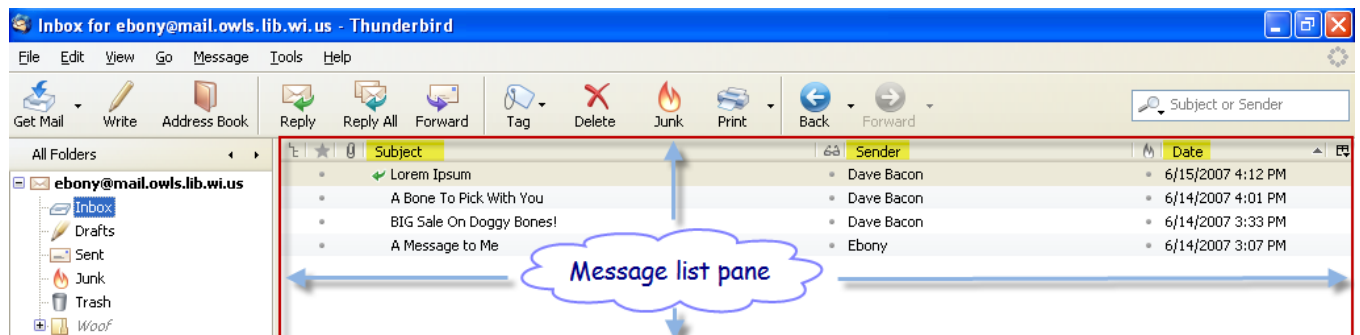 Inbox for ebony@mail.owls.lib.wi.us - Thunderbird
File Edit View Go Message Tools Help
Get Mail Write Address Book Reply Reply All Forward Tag Delete Junk Print Back Forward Subject or Sender
All Folders Subject Sender Date
Lorem Ipsum Dave Bacon 6/15/2007 4:12 PM
ebony@mail.owls.lib.wi.us
A Bone To Pick With You Dave Bacon 6/14/2007 4:01 PM
Inbox
BIG Sale On Doggy Bones! Dave Bacon 6/14/2007 3:33 PM
Drafts
A Message to Me Ebony 6/14/2007 3:07 PM
Sent
Message list pane
Junk
Trash
Woof